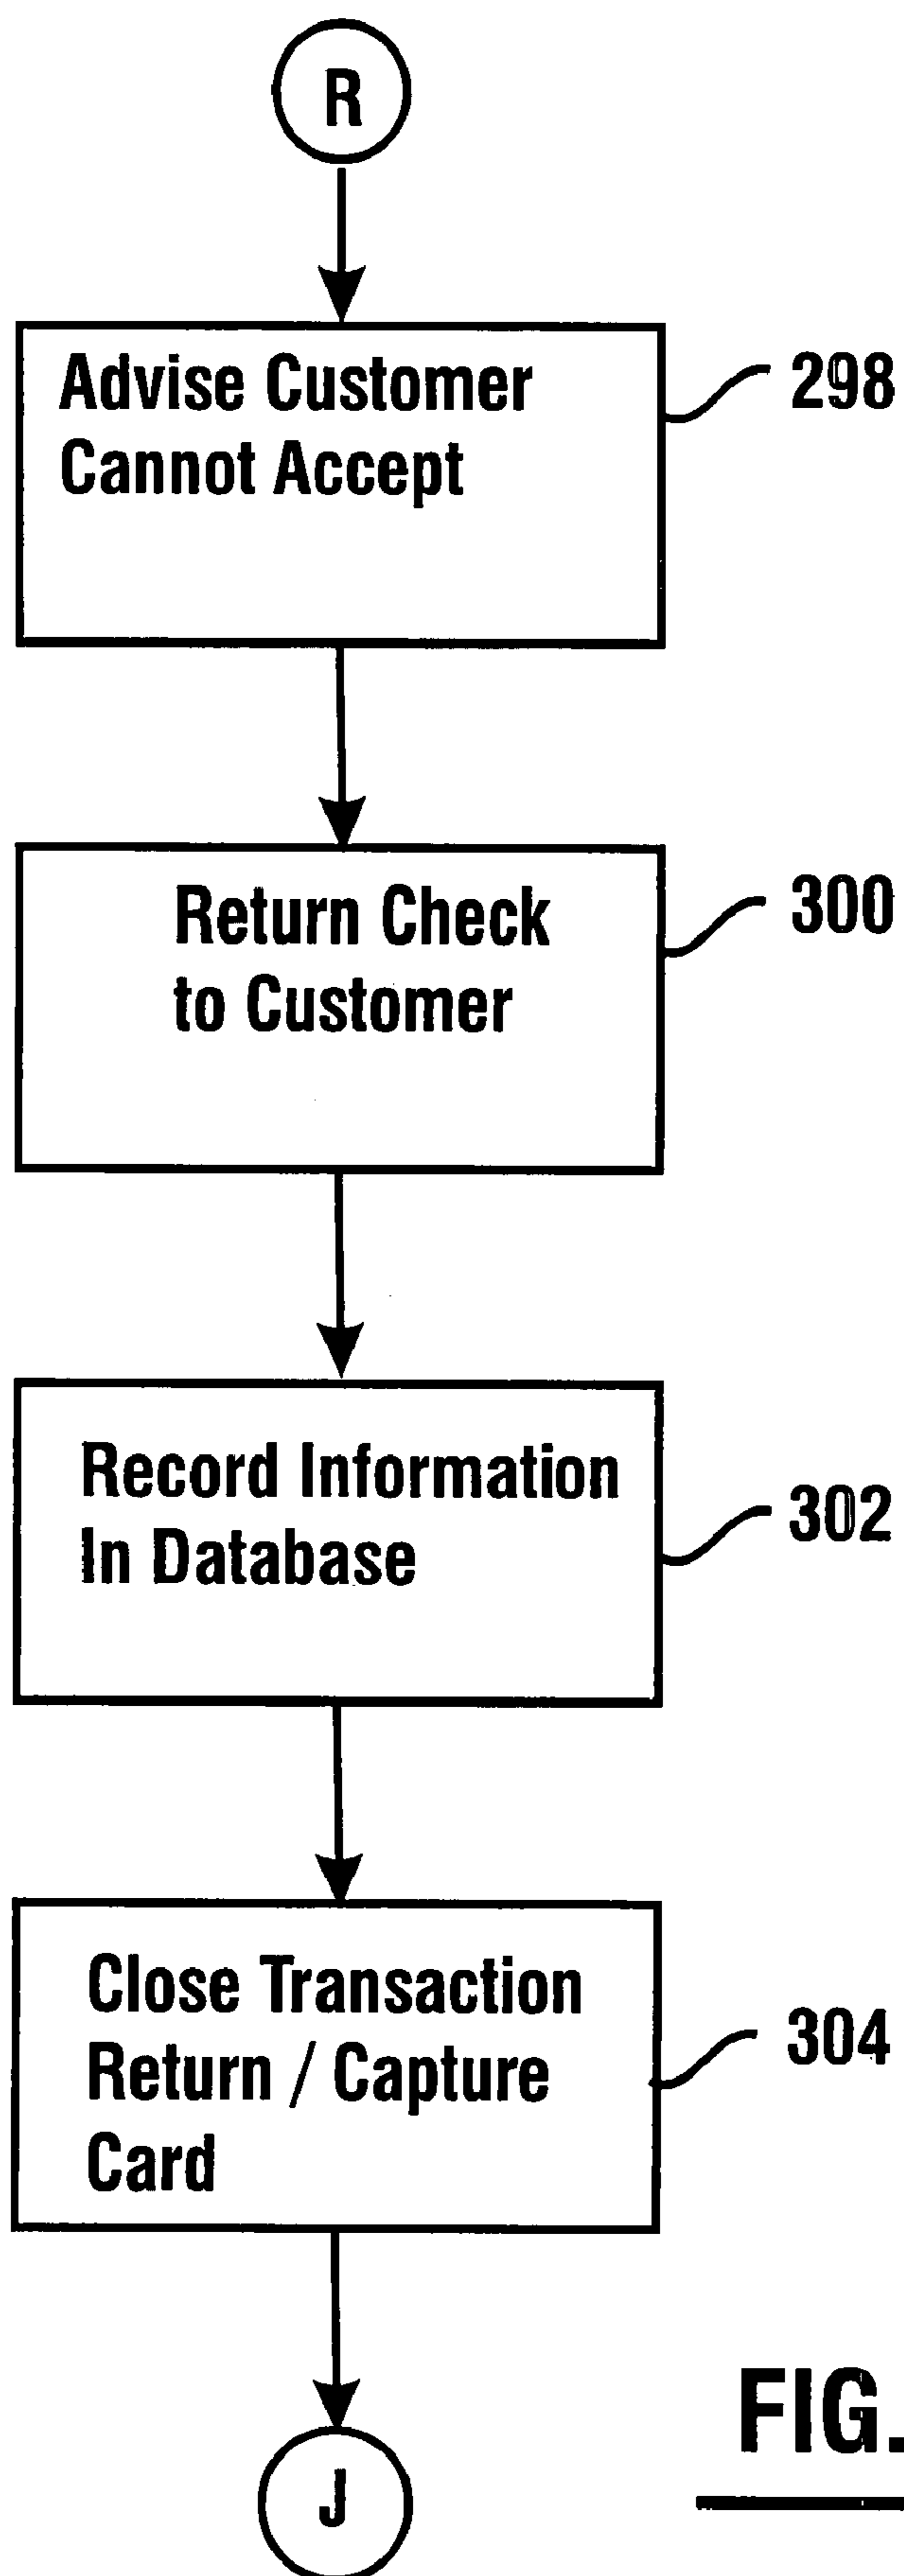 R
Advise Customer
Cannot Accept
298
Return Check
to Customer
300
Record Information
In Database
302
Close Transaction
Return / Capture
Card
304
J
FIG.